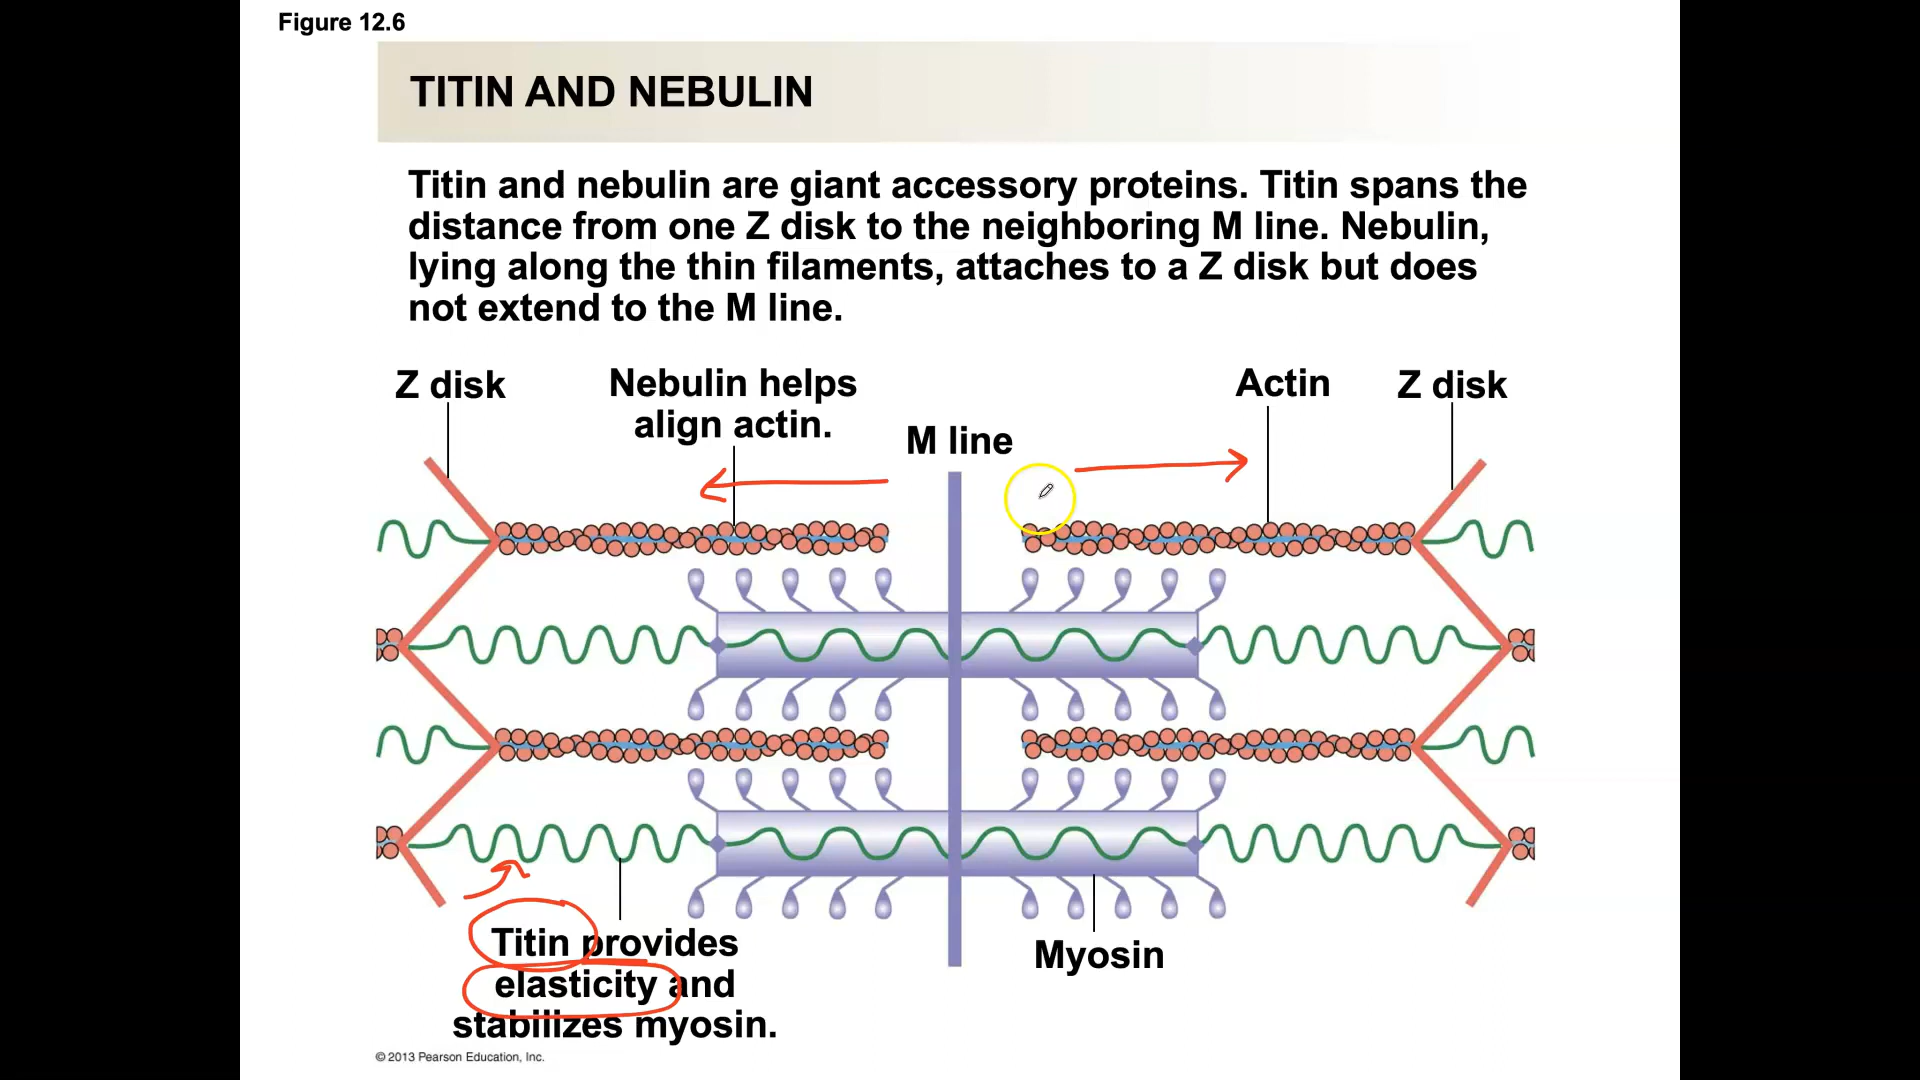 Figure 12.6
TITIN AND NEBULIN
Titin and nebulin are giant accessory proteins. Titin spans the
distance from one Z disk to the neighboring M line. Nebulin,
lying along the thin filaments, attaches to a Z disk but does
not extend to the M line.
Z disk
Nebulin helps
align actin.
M line
Actin
Z disk
Titin provides
elasticity and
stabilizes myosin.
Myosin
© 2013 Pearson Education, Inc.